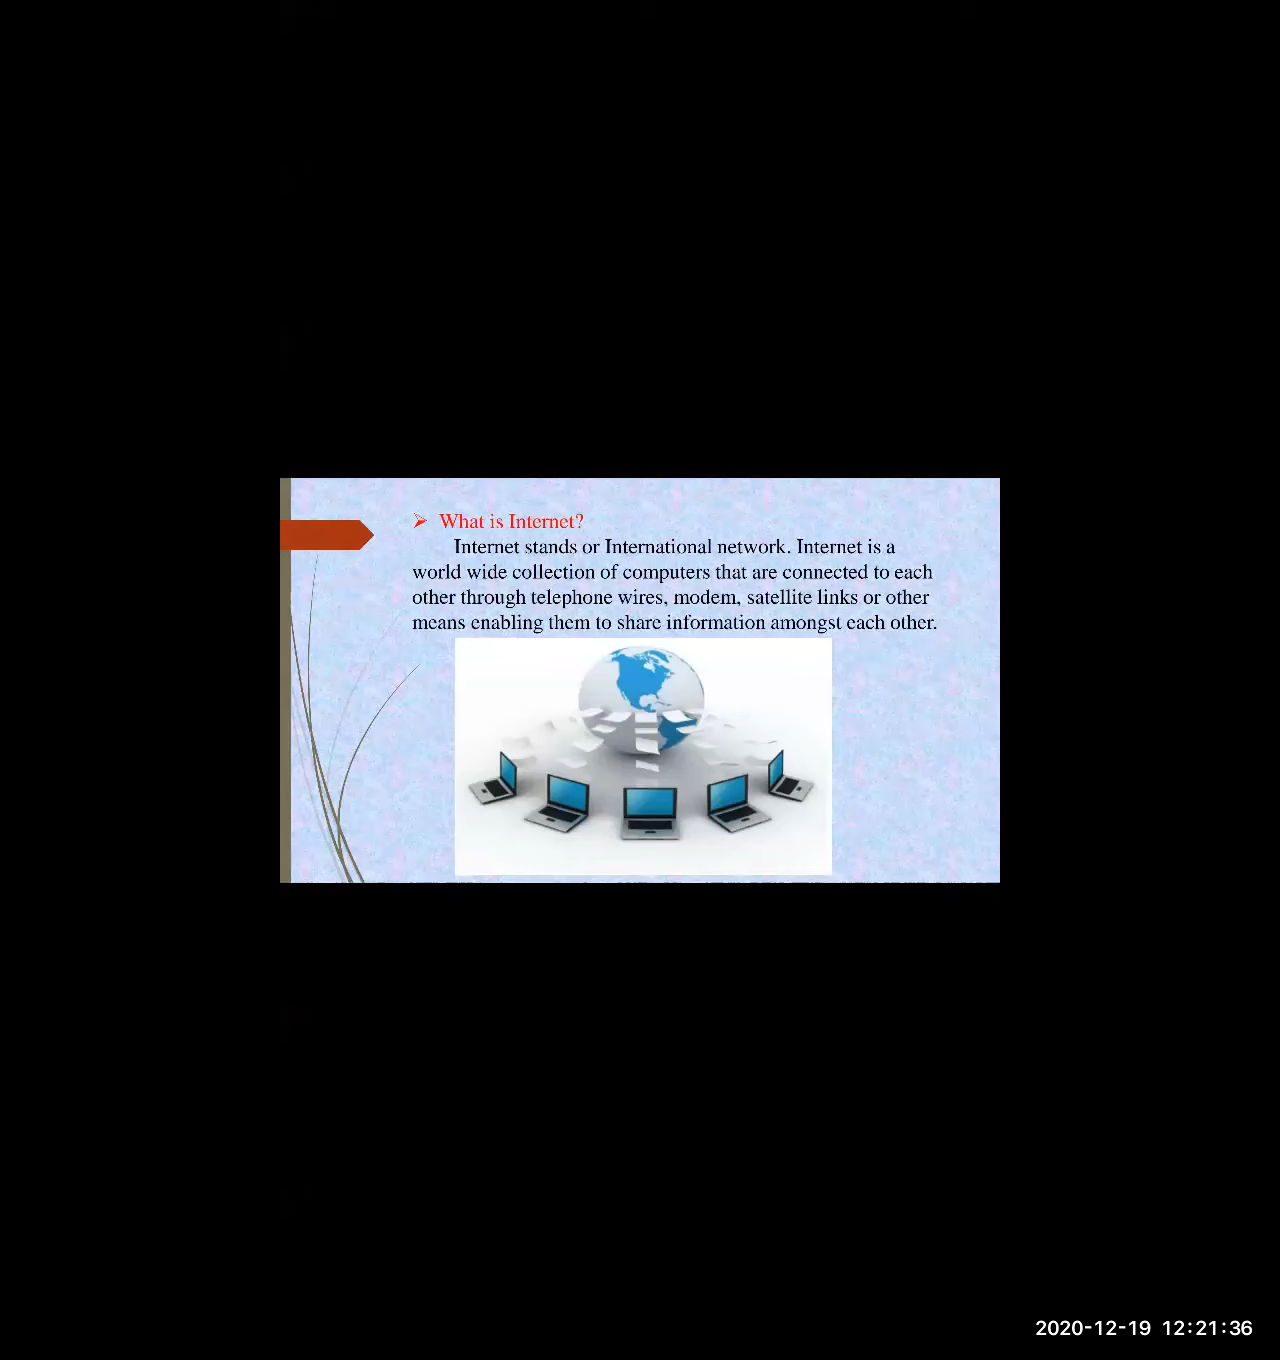 What is Internet?
Internet stands or International network. Internet is a
world wide collection of computers that are connected to each
other through telephone wires, modem, satellite links or other
means enabling them to share information amongst each other.
2020-12-19 12:21:36